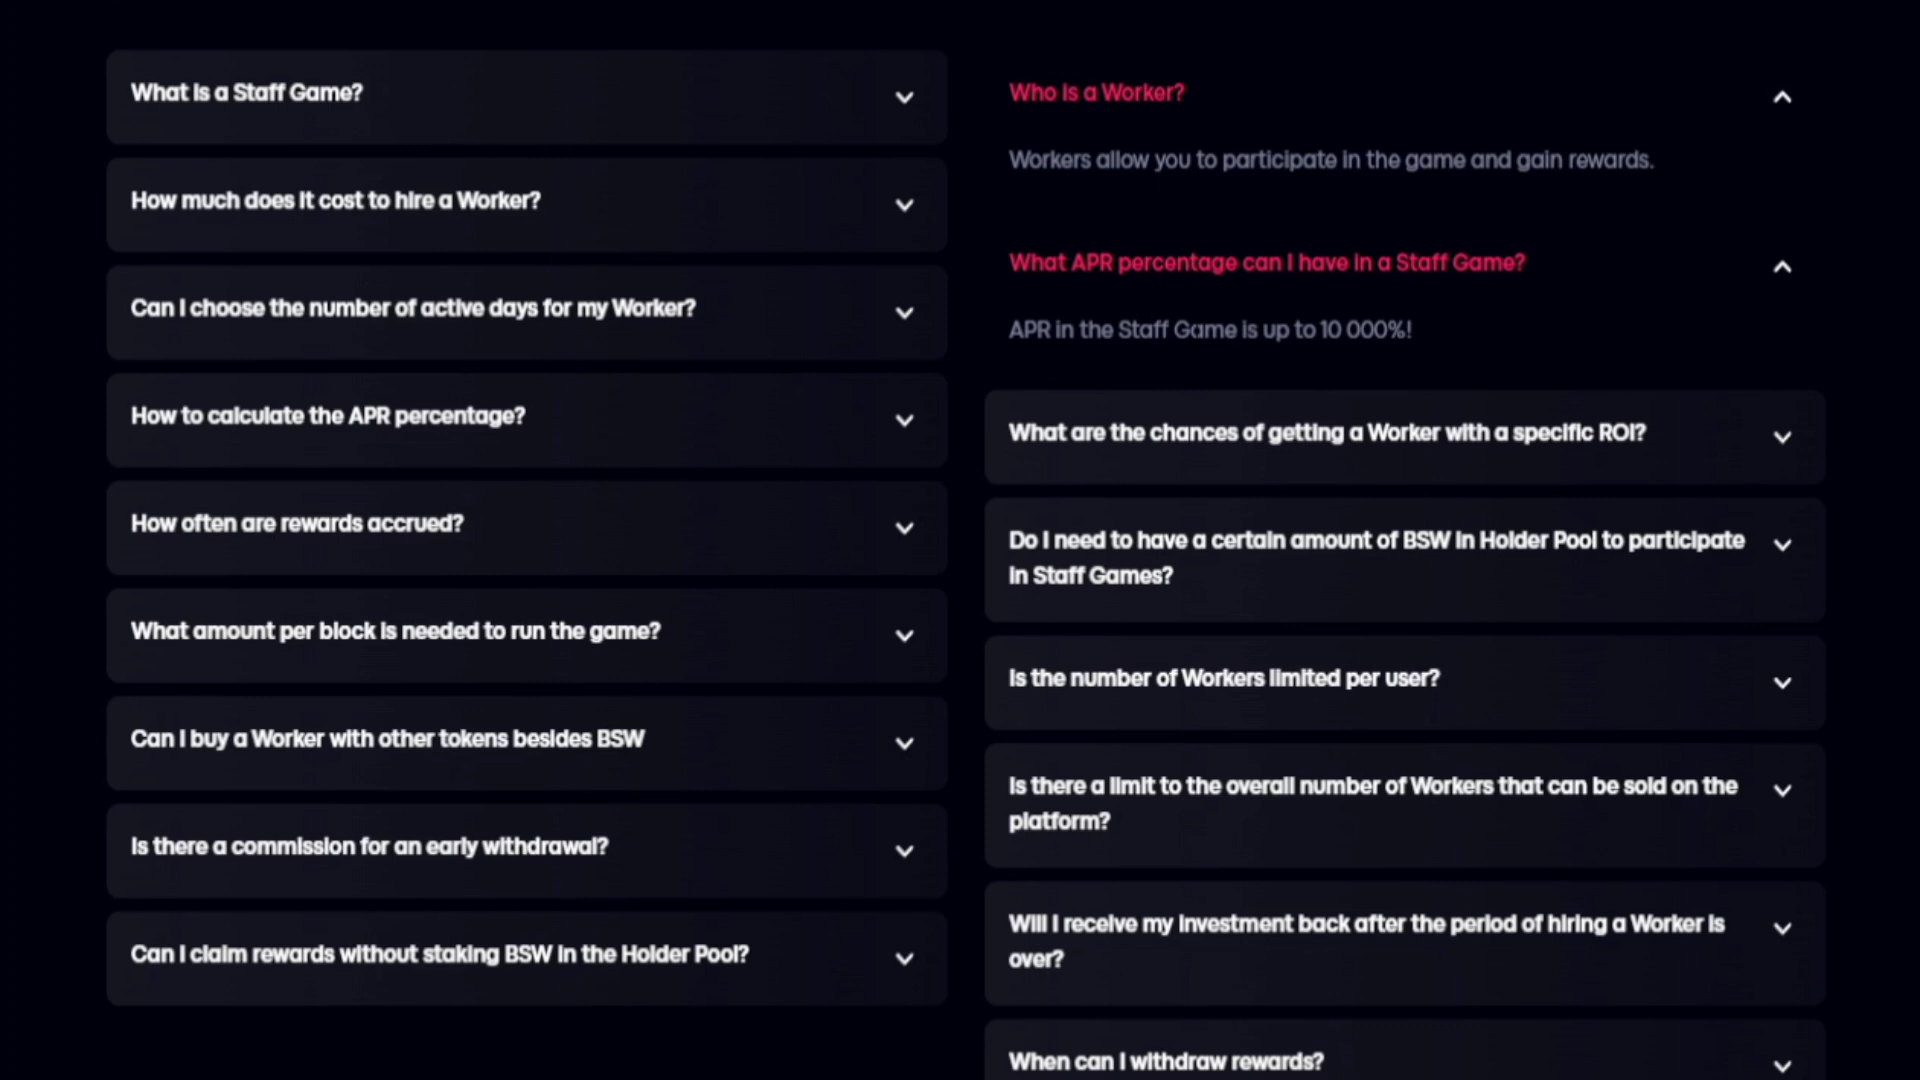 What is a Staff Game?
How much does it cost to hire a Worker?
Can I choose the number of active days for my Worker?
How to calculate the APR percentage?
How often are rewards accrued?
What amount per block is needed to run the game?
Can I buy a Worker with other tokens besides BSW
Is there a commission for an early withdrawal?
Can I claim rewards without staking BSW in the Holder Pool?
Who is a Worker?
Workers allow you to participate in the game and gain rewards.
What APR percentage can I have in a Staff Game?
APR in the Staff Game is up to 10 000%!
What are the chances of getting a Worker with a specific ROI?
Do I need to have a certain amount of BSW in Holder Pool to participate
in Staff Games?
Is the number of Workers limited per user?
Is there a limit to the overall number of Workers that can be sold on the
platform?
Will I receive my investment back after the period of hiring a Worker is
over?
When can I withdraw rewards?